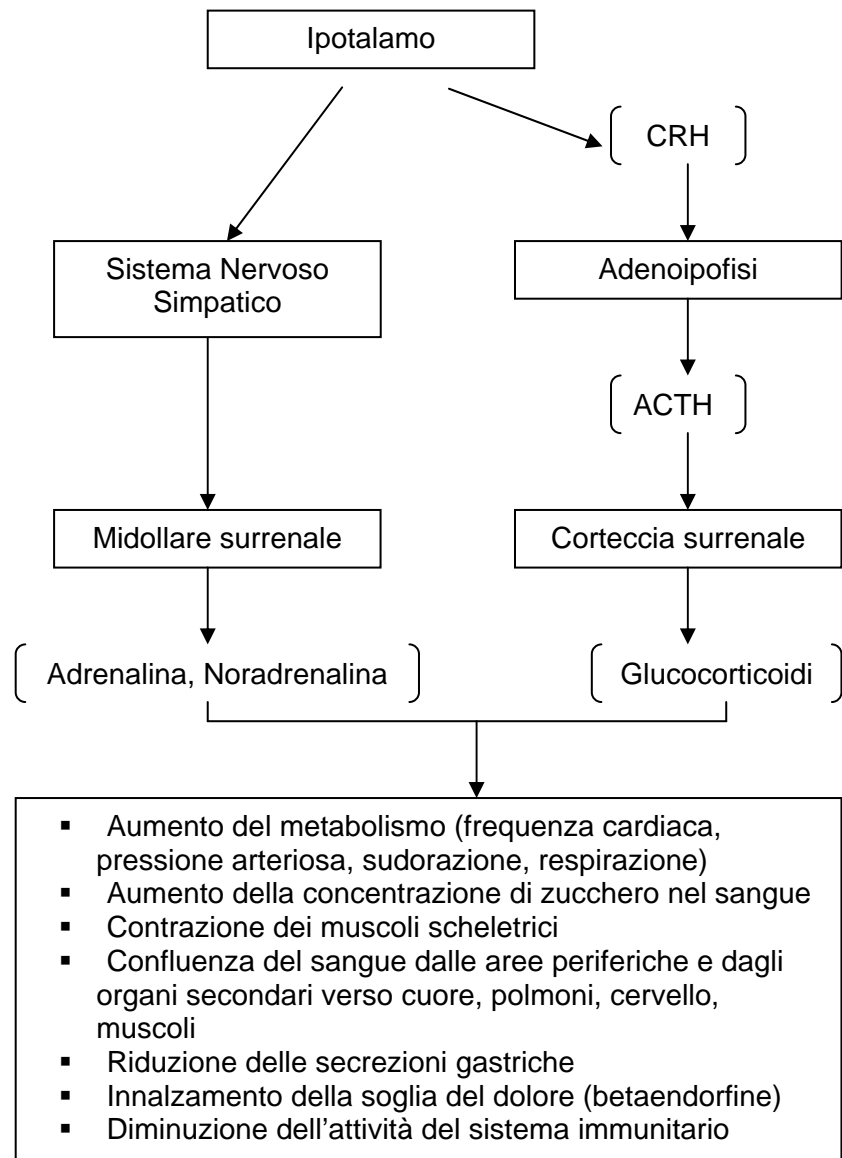 Ipotalamo
CRH
Sistema Nervoso
Simpatico
Adenoipofisi
ACTH
Midollare surrenale
Corteccia surrenale
Adrenalina, Noradrenalina
Glucocorticoidi
▪ Aumento del metabolismo (frequenza cardiaca,
pressione arteriosa, sudorazione, respirazione)
▪ Aumento della concentrazione di zucchero nel sangue
▪ Contrazione dei muscoli scheletrici
▪ Confluenza del sangue dalle aree periferiche e dagli
organi secondari verso cuore, polmoni, cervello,
muscoli
▪ Riduzione delle secrezioni gastriche
▪ Innalzamento della soglia del dolore (betaendorfine)
▪ Diminuzione dell’attività del sistema immunitario